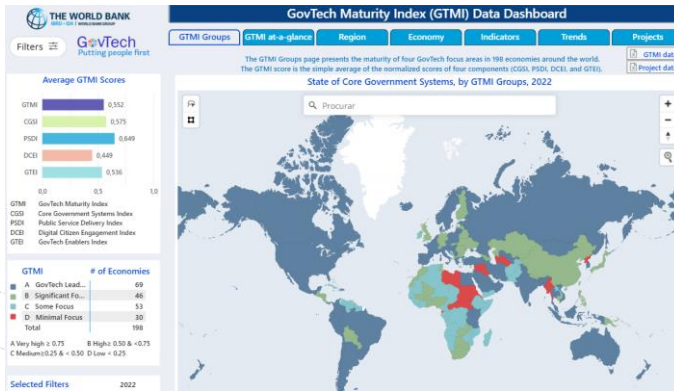 THE WORLD BANK
IBRD • IDA | WORLD BANK GROUP
Filters
GovTech
Putting people first
GovTech Maturity Index (GTMI) Data Dashboard
GTMI Groups
GTMI at-a-glance
Region
Economy
Indicators
Trends
Projects
The GTMI Groups page presents the maturity of four GovTech focus areas in 198 economies around the world.
The GTMI score is the simple average of the normalized scores of four components (CGSI, PSDI, DCEI, and GTEI).
GTMI data
Project data
State of Core Government Systems, by GTMI Groups, 2022
Procurar
Average GTMI Scores
GTMI 0,552
CGSI 0,575
PSDI 0,649
DCEI 0,449
GTEI 0,536
0,0 0,5 1,0
GTMI GovTech Maturity Index
CGSI Core Government Systems Index
PSDI Public Service Delivery Index
DCEI Digital Citizen Engagement Index
GTEI GovTech Enablers Index
GTMI # of Economies
A GovTech Lead... 69
B Significant Fo... 46
C Some Focus 53
D Minimal Focus 30
Total 198
A Very high ≥ 0.75 B High≥ 0.50 & <0.75
C Medium≥0.25 & < 0.50 D Low < 0.25
Selected Filters 2022